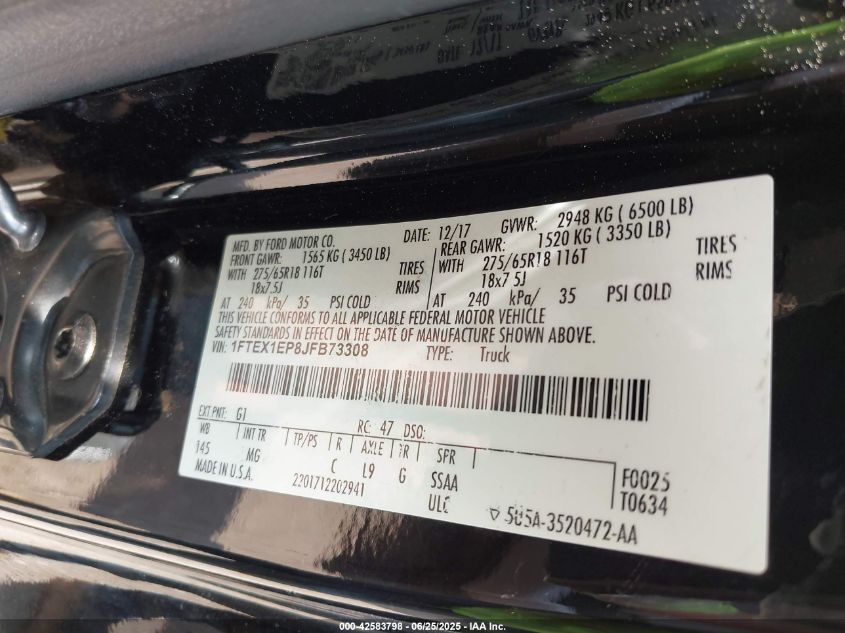 MFD. BY FORD MOTOR CO.
DATE: 12/17 GVWR: 2948 KG ( 6500 LB)
FRONT GAWR: 1565 KG ( 3450 LB)
REAR GAWR: 1520 KG ( 3350 LB)
WITH 275/65R18 116T TIRES
WITH 275/65R18 116T TIRES
18x7.5J RIMS
18x7 5J RIMS
AT 240 kPa/ 35 PSI COLD
AT 240 kPa/ 35 PSI COLD
THIS VEHICLE CONFORMS TO ALL APPLICABLE FEDERAL MOTOR VEHICLE
SAFETY STANDARDS IN EFFECT ON THE DATE OF MANUFACTURE SHOWN ABOVE.
VIN: 1FTEX1EP8JFB73308 TYPE: Truck
EXT PNT: G1 RC: 47 DSO:
WB INT TR TP/PS R AXLE TR SFR
145 MG C L9 G SSAA F0025
MADE IN U.S.A. 2201712202941 ULC T0634
5U5A-3520472-AA
000-42583798 - 06/25/2025 - IAA Inc.